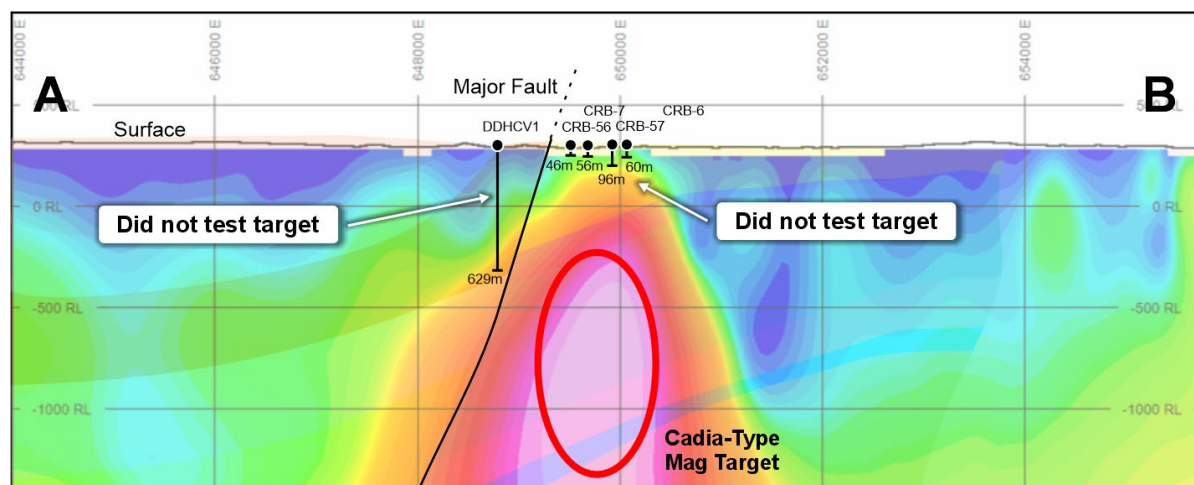 644000 E
646000 E
648000 E
650000 E
652000 E
654000 E
A
B
Major Fault
Surface
DDHCV1
CRB-7
CRB-6
CRB-56
CRB-57
46m
56m
96m
60m
Did not test target
Did not test target
0 RL
0 RL
629m
-500 RL
-500 RL
-1000 RL
-1000 RL
Cadia-Type
Mag Target